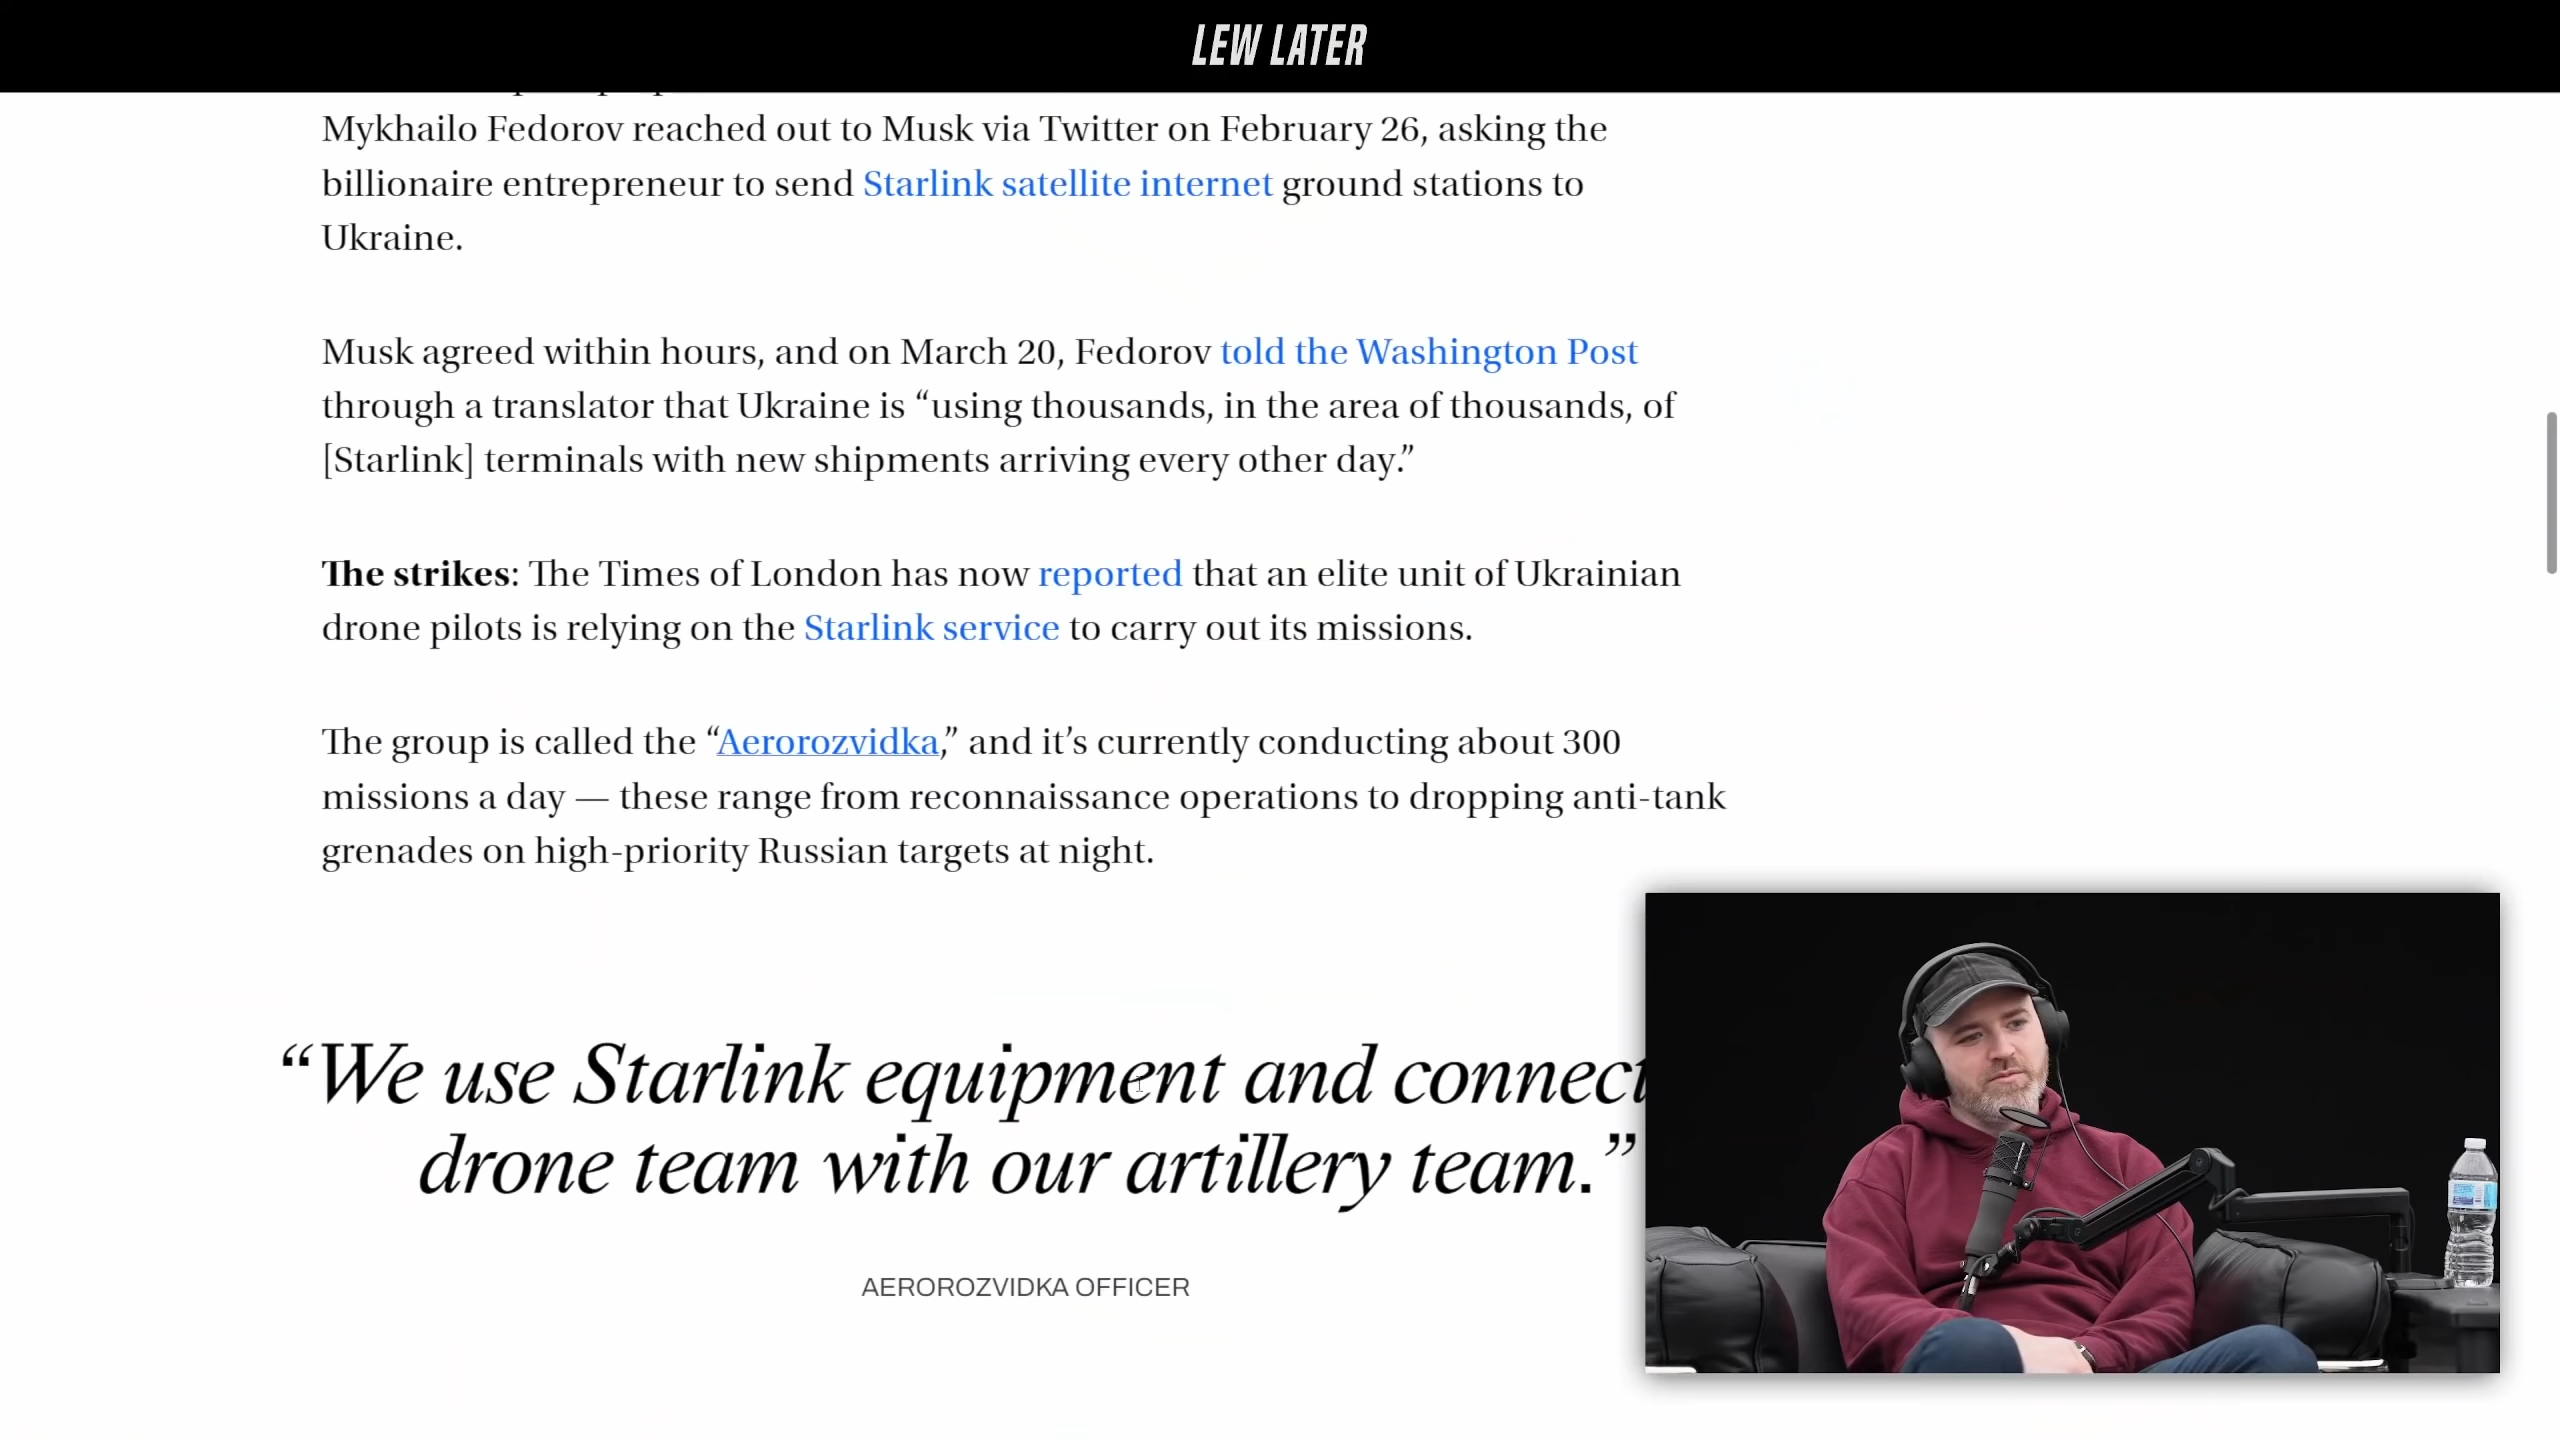 LEW LATER
Mykhailo Fedorov reached out to Musk via Twitter on February 26, asking the
billionaire entrepreneur to send Starlink satellite internet ground stations to
Ukraine.
Musk agreed within hours, and on March 20, Fedorov told the Washington Post
through a translator that Ukraine is “using thousands, in the area of thousands, of
[Starlink] terminals with new shipments arriving every other day.”
The strikes: The Times of London has now reported that an elite unit of Ukrainian
drone pilots is relying on the Starlink service to carry out its missions.
The group is called the “Aerorozvidka,” and it’s currently conducting about 300
missions a day — these range from reconnaissance operations to dropping anti-tank
grenades on high-priority Russian targets at night.
“We use Starlink equipment and connect
drone team with our artillery team.”
AEROROZVIDKA OFFICER